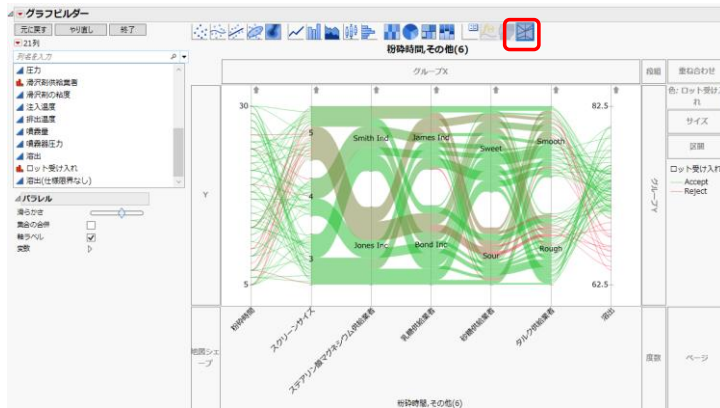 グラフビルダー
元に戻す やり直し 終了
21列
列名を入力
圧力
滑沢剤供給業者
滑沢剤の粘度
注入温度
排出温度
噴霧量
噴霧器圧力
溶出
ロット受け入れ
溶出(仕様限界なし)
パラレル
滑らかさ
集合の合併
軸ラベル
変数
粉砕時間,その他(6)
グループX
段組
重ね合わせ
色: ロット受け入れ
サイズ
区間
ロット受け入れ
Accept
Reject
Y
グループY
30
5
5
4
3
Smith Ind
James Ind
Sweet
Smooth
Jones Inc
Bond Inc
Sour
Rough
82.5
62.5
粉砕時間
スクリーンサイズ
ステアリン酸マグネシウム供給業者
乳糖供給業者
砂糖供給業者
タルク供給業者
溶出
地図シェープ
度数
ページ
粉砕時間,その他(6)